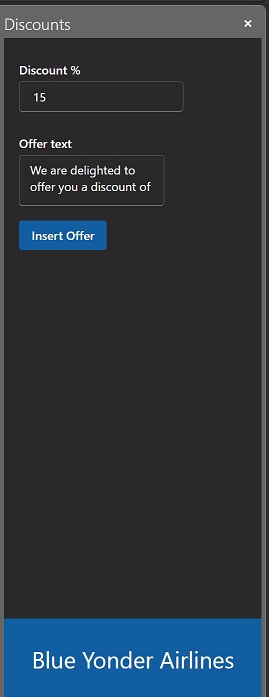 Discounts
Discount %
15
Offer text
We are delighted to
offer you a discount of
Insert Offer
Blue Yonder Airlines